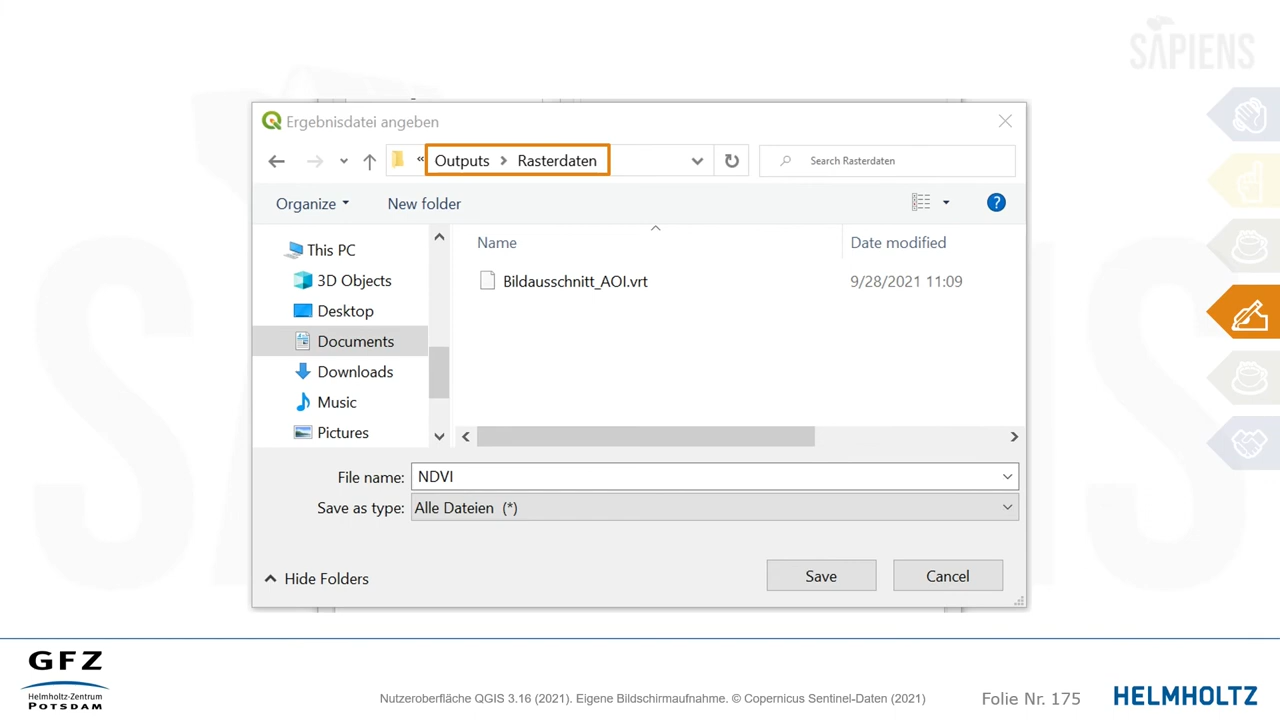 SAPIENS
Ergebnisdatei angeben
« Outputs > Rasterdaten
Search Rasterdaten
Organize
New folder
?
Name
Date modified
This PC
3D Objects
Desktop
Documents
Downloads
Music
Pictures
Bildausschnitt_AOI.vrt
9/28/2021 11:09
File name: NDVI
Save as type: Alle Dateien (*)
Hide Folders
Save
Cancel
GFZ
Helmholtz-Zentrum
POTSDAM
Nutzeroberfläche QGIS 3.16 (2021). Eigene Bildschirmaufnahme. © Copernicus Sentinel-Daten (2021)
Folie Nr. 175
HELMHOLTZ